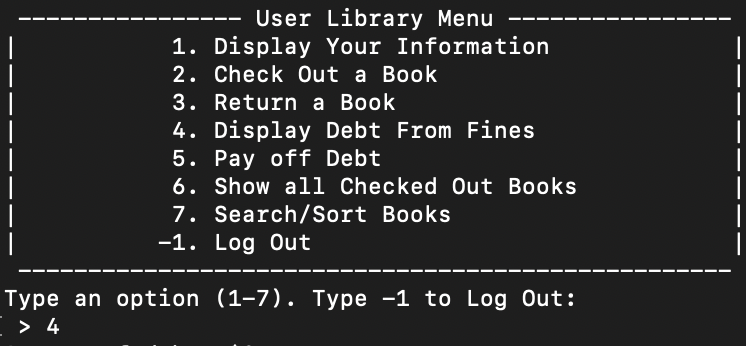 ---------------- User Library Menu ----------------
| 1. Display Your Information |
| 2. Check Out a Book |
| 3. Return a Book |
| 4. Display Debt From Fines |
| 5. Pay off Debt |
| 6. Show all Checked Out Books |
| 7. Search/Sort Books |
| -1. Log Out |
---------------------------------------------------
Type an option (1-7). Type -1 to Log Out:
> 4